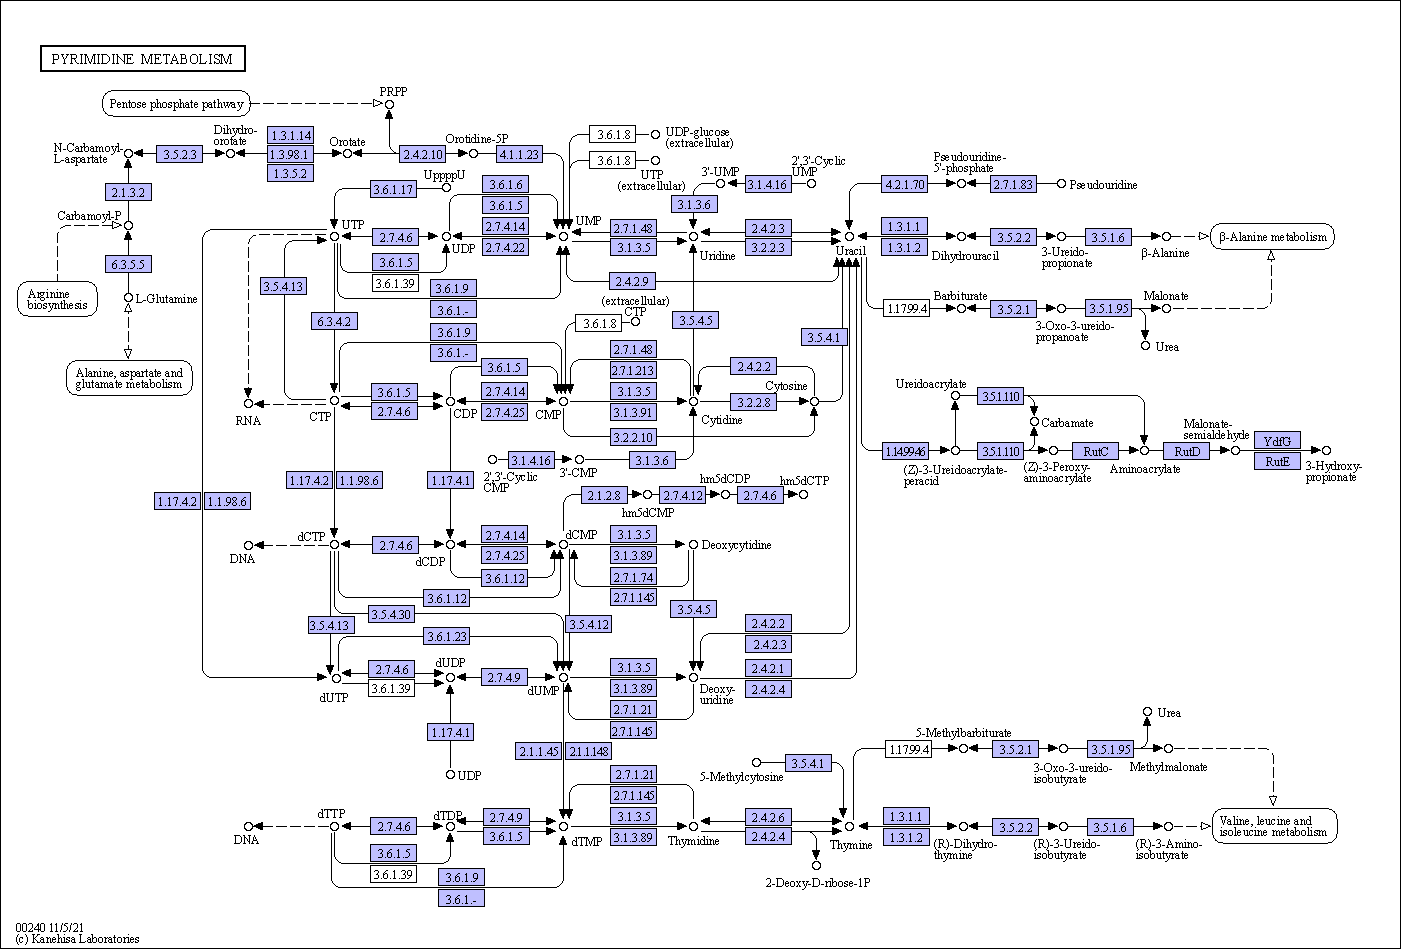 PYRIMIDINE METABOLISM
Pentose phosphate pathway
PRPP
N-Carbamoyl-
L-aspartate
3.5.2.3
Dihydro-
orotate
1.3.1.14
1.3.98.1
1.3.5.2
Orotate
2.4.2.10
Orotidine-5P
4.1.1.23
3.6.1.8
UDP-glucose
(extracellular)
3.6.1.8
UTP
(extracellular)
2.1.3.2
Carbamoyl-P
6.3.5.5
L-Glutamine
Arginine
biosynthesis
Alanine, aspartate and
glutamate metabolism
UppppU
3.6.1.17
3.6.1.6
3.6.1.5
2.7.4.14
2.7.4.22
UTP
2.7.4.6
UDP
3.6.1.5
3.6.1.39
UMP
3'-UMP
3.1.4.16
2',3'-Cyclic
UMP
3.1.3.6
2.7.1.48
3.1.3.5
Uridine
2.4.2.3
3.2.2.3
Uracil
2.4.2.9
4.2.1.70
Pseudouridine-
5'-phosphate
2.7.1.83
Pseudouridine
1.3.1.1
1.3.1.2
Dihydrouracil
3.5.2.2
3-Ureido-
propionate
3.5.1.6
β-Alanine
β-Alanine metabolism
1.1799.4
Barbiturate
3.5.2.1
3-Oxo-3-ureido-
propanoate
3.5.1.95
Malonate
Urea
3.5.4.13
6.3.4.2
3.6.1.9
3.6.1.-
3.6.1.9
3.6.1.-
(extracellular)
CTP
3.6.1.8
3.5.4.5
3.5.4.1
RNA
CTP
3.6.1.5
2.7.4.6
CDP
3.6.1.5
2.7.4.14
2.7.4.25
CMP
2.7.1.48
2.7.1.213
3.1.3.5
3.1.3.91
3.2.2.10
Cytidine
2.4.2.2
3.2.2.8
Cytosine
Ureidoacrylate
3.5.1.110
Carbamate
1.14.99.46
3.5.1.110
(Z)-3-Ureidoacrylate-
peracid
(Z)-3-Peroxy-
aminoacrylate
RutC
Aminoacrylate
RutD
Malonate-
semialdehyde
YdfG
RutE
3-Hydroxy-
propionate
2',3'-Cyclic
CMP
3.1.4.16
3'-CMP
3.1.3.6
1.17.4.2
1.1.98.6
1.17.4.2
1.1.98.6
1.17.4.1
2.1.2.8
hm5dCMP
2.7.4.12
hm5dCDP
2.7.4.6
hm5dCTP
DNA
dCTP
2.7.4.6
dCDP
2.7.4.14
2.7.4.25
3.6.1.12
dCMP
3.1.3.5
3.1.3.89
2.7.1.74
2.7.1.145
Deoxycytidine
3.6.1.12
3.5.4.30
3.5.4.13
3.5.4.12
3.5.4.5
3.6.1.23
2.4.2.2
2.4.2.3
dUTP
2.7.4.6
3.6.1.39
dUDP
2.7.4.9
dUMP
3.1.3.5
3.1.3.89
2.7.1.21
2.7.1.145
Deoxy-
uridine
2.4.2.1
2.4.2.4
1.17.4.1
UDP
2.1.1.45
2.1.1148
5-Methylcytosine
3.5.4.1
1.1799.4
5-Methylbarbiturate
3.5.2.1
3-Oxo-3-ureido-
isobutyrate
3.5.1.95
Methylmalonate
Urea
DNA
dTTP
2.7.4.6
dTDP
2.7.4.9
3.6.1.5
dTMP
2.7.1.21
2.7.1.145
3.1.3.5
3.1.3.89
Thymidine
2.4.2.6
2.4.2.4
2-Deoxy-D-ribose-1P
Thymine
1.3.1.1
1.3.1.2
(R)-Dihydro-
thymine
3.5.2.2
(R)-3-Ureido-
isobutyrate
3.5.1.6
(R)-3-Amino-
isobutyrate
Valine, leucine and
isoleucine metabolism
3.6.1.5
3.6.1.39
3.6.1.9
3.6.1.-
00240 11/5/21
(c) Kanehisa Laboratories